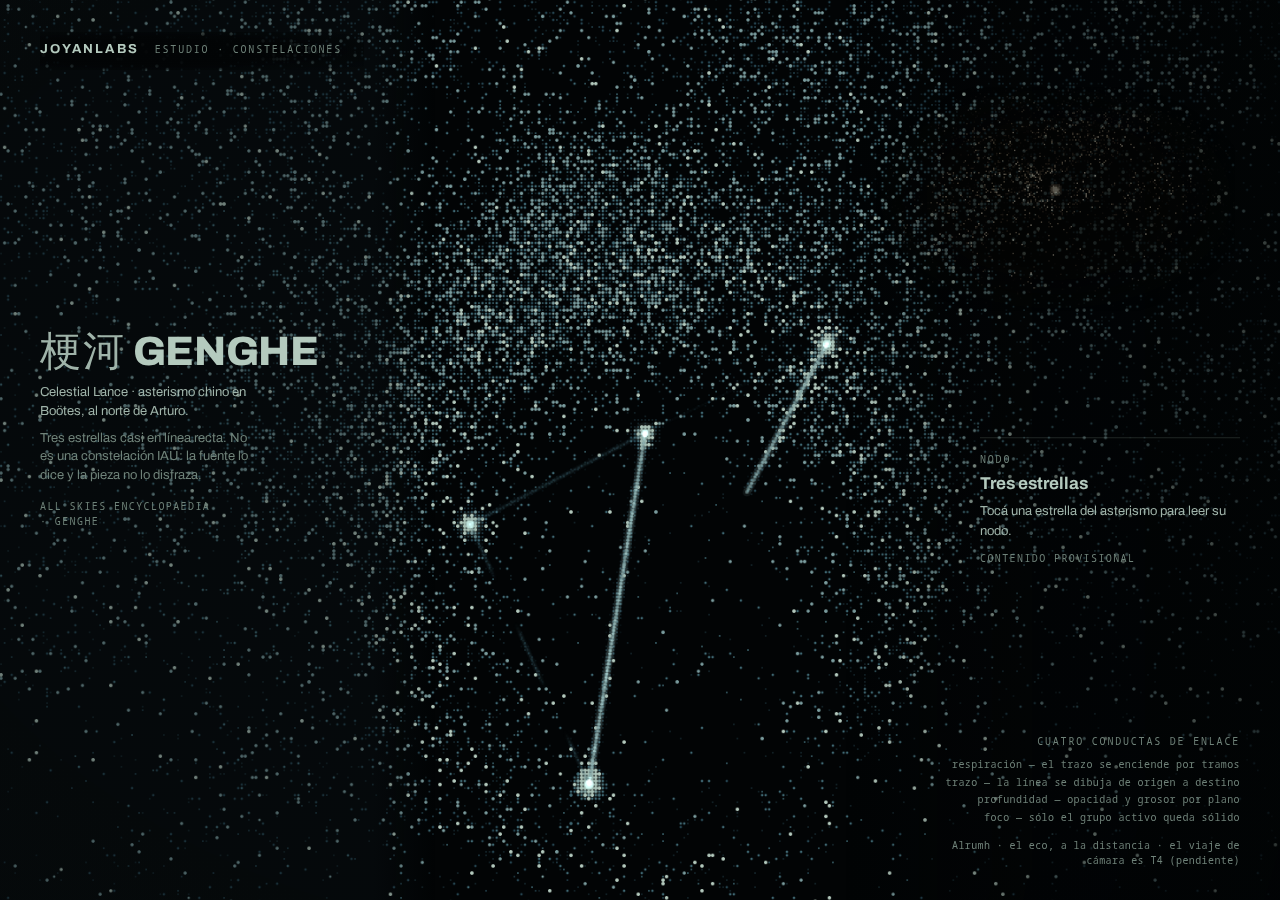 JOYANLABS ESTUDIO · CONSTELACIONES
梗河 GENGHE
Celestial Lance · asterismo chino en
Boötes, al norte de Arturo.
Tres estrellas casi en línea recta. No
es una constelación IAU: la fuente lo
dice y la pieza no lo disfraza.
ALL SKIES ENCYCLOPAEDIA
GENGHE
NODO
Tres estrellas
Tocá una estrella del asterismo para leer su
nodo.
CONTENIDO PROVISIONAL
CUATRO CONDUCTAS DE ENLACE
respiración — el trazo se enciende por tramos
trazo — la línea se dibuja de origen a destino
profundidad — opacidad y grosor por plano
foco — sólo el grupo activo queda sólido
Alrumh · el eco, a la distancia · el viaje de
cámara es T4 (pendiente)